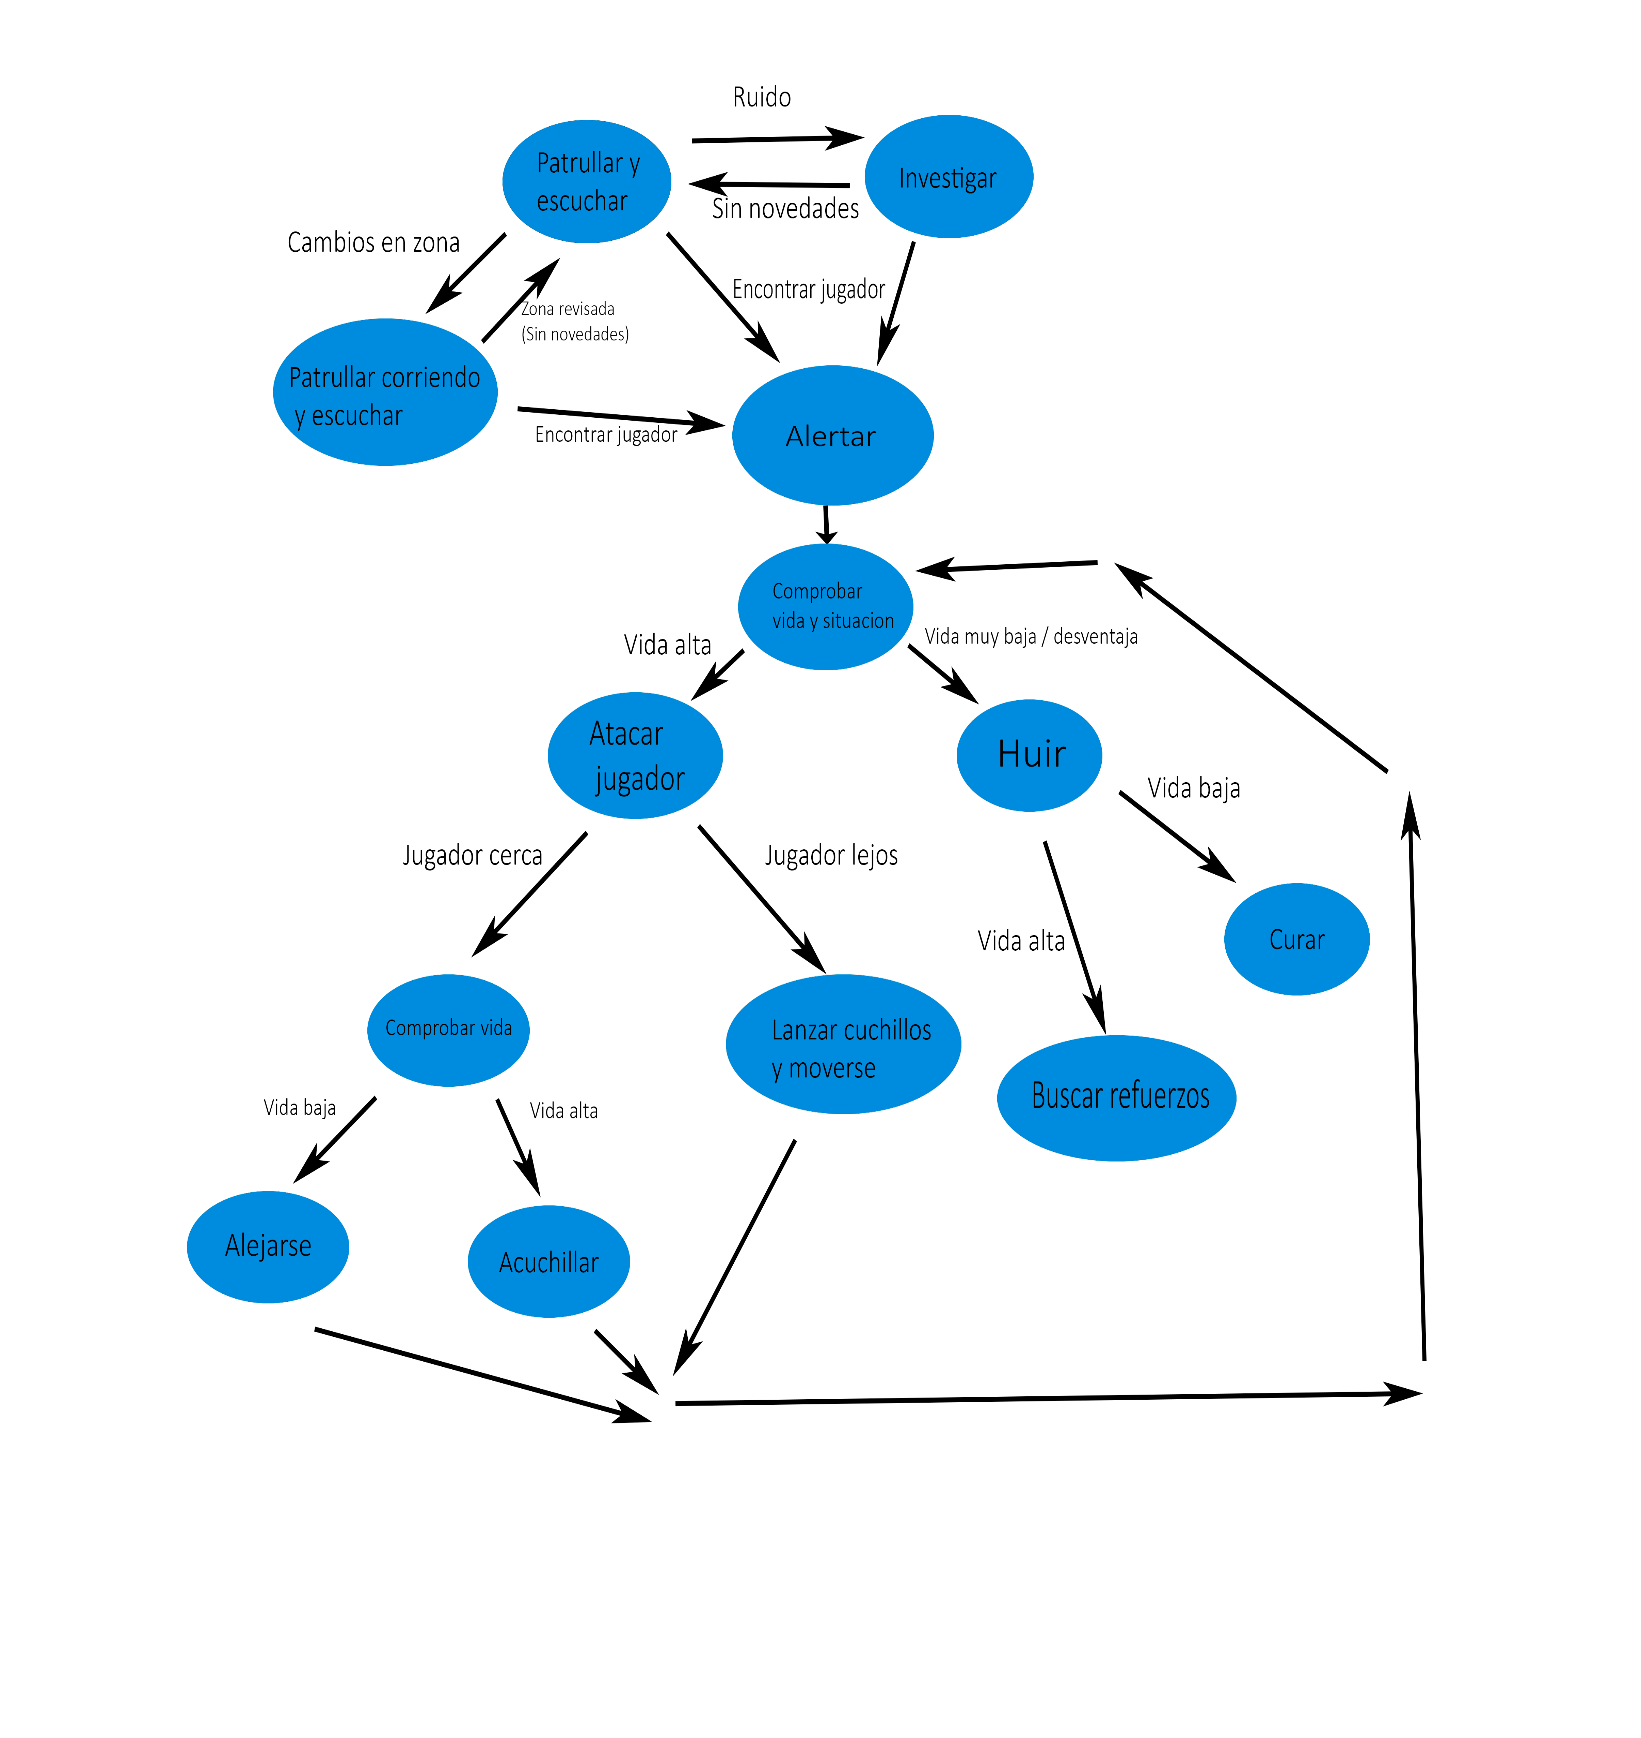 Ruido
Patrullar y
escuchar
Investigar
Sin novedades
Cambios en zona
Encontrar jugador
Zona revisada
(Sin novedades)
Patrullar corriendo
y escuchar
Encontrar jugador
Alertar
Comprobar
vida y situacion
Vida alta
Vida muy baja / desventaja
Atacar
jugador
Huir
Vida baja
Jugador cerca
Jugador lejos
Vida alta
Curar
Comprobar vida
Lanzar cuchillos
y moverse
Buscar refuerzos
Vida baja
Vida alta
Alejarse
Acuchillar